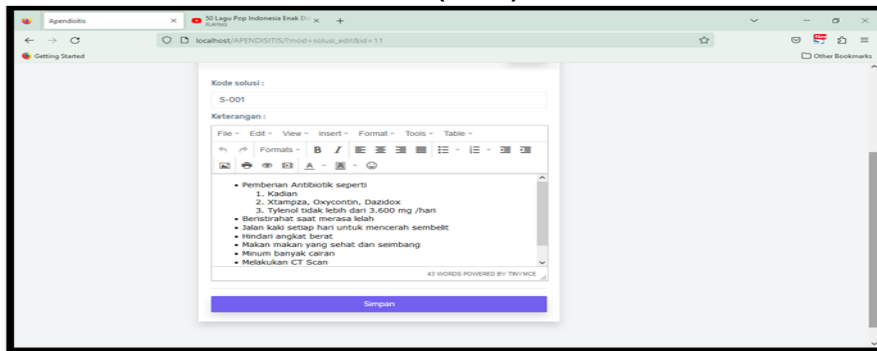 Apendisitis
50 Lagu Pop Indonesia Enak Di
PLAYING
localhost/APENDISITIS/?mod=solusi_edit&id=11
Getting Started
Other Bookmarks
Kode solusi :
S-001
Keterangan :
File Edit View Insert Format Tools Table
Formats B I
A A
Pemberian Antibiotik seperti
1. Kadian
2. Xtampza, Oxycontin, Dazidox
3. Tylenol tidak lebih dari 3.600 mg /hari
Beristirahat saat merasa lelah
Jalan kaki setiap hari untuk mencerah sembelit
Hindari angkat berat
Makan makan yang sehat dan seimbang
Minum banyak cairan
Melakukan CT Scan
43 WORDS POWERED BY TINYMCE
Simpan